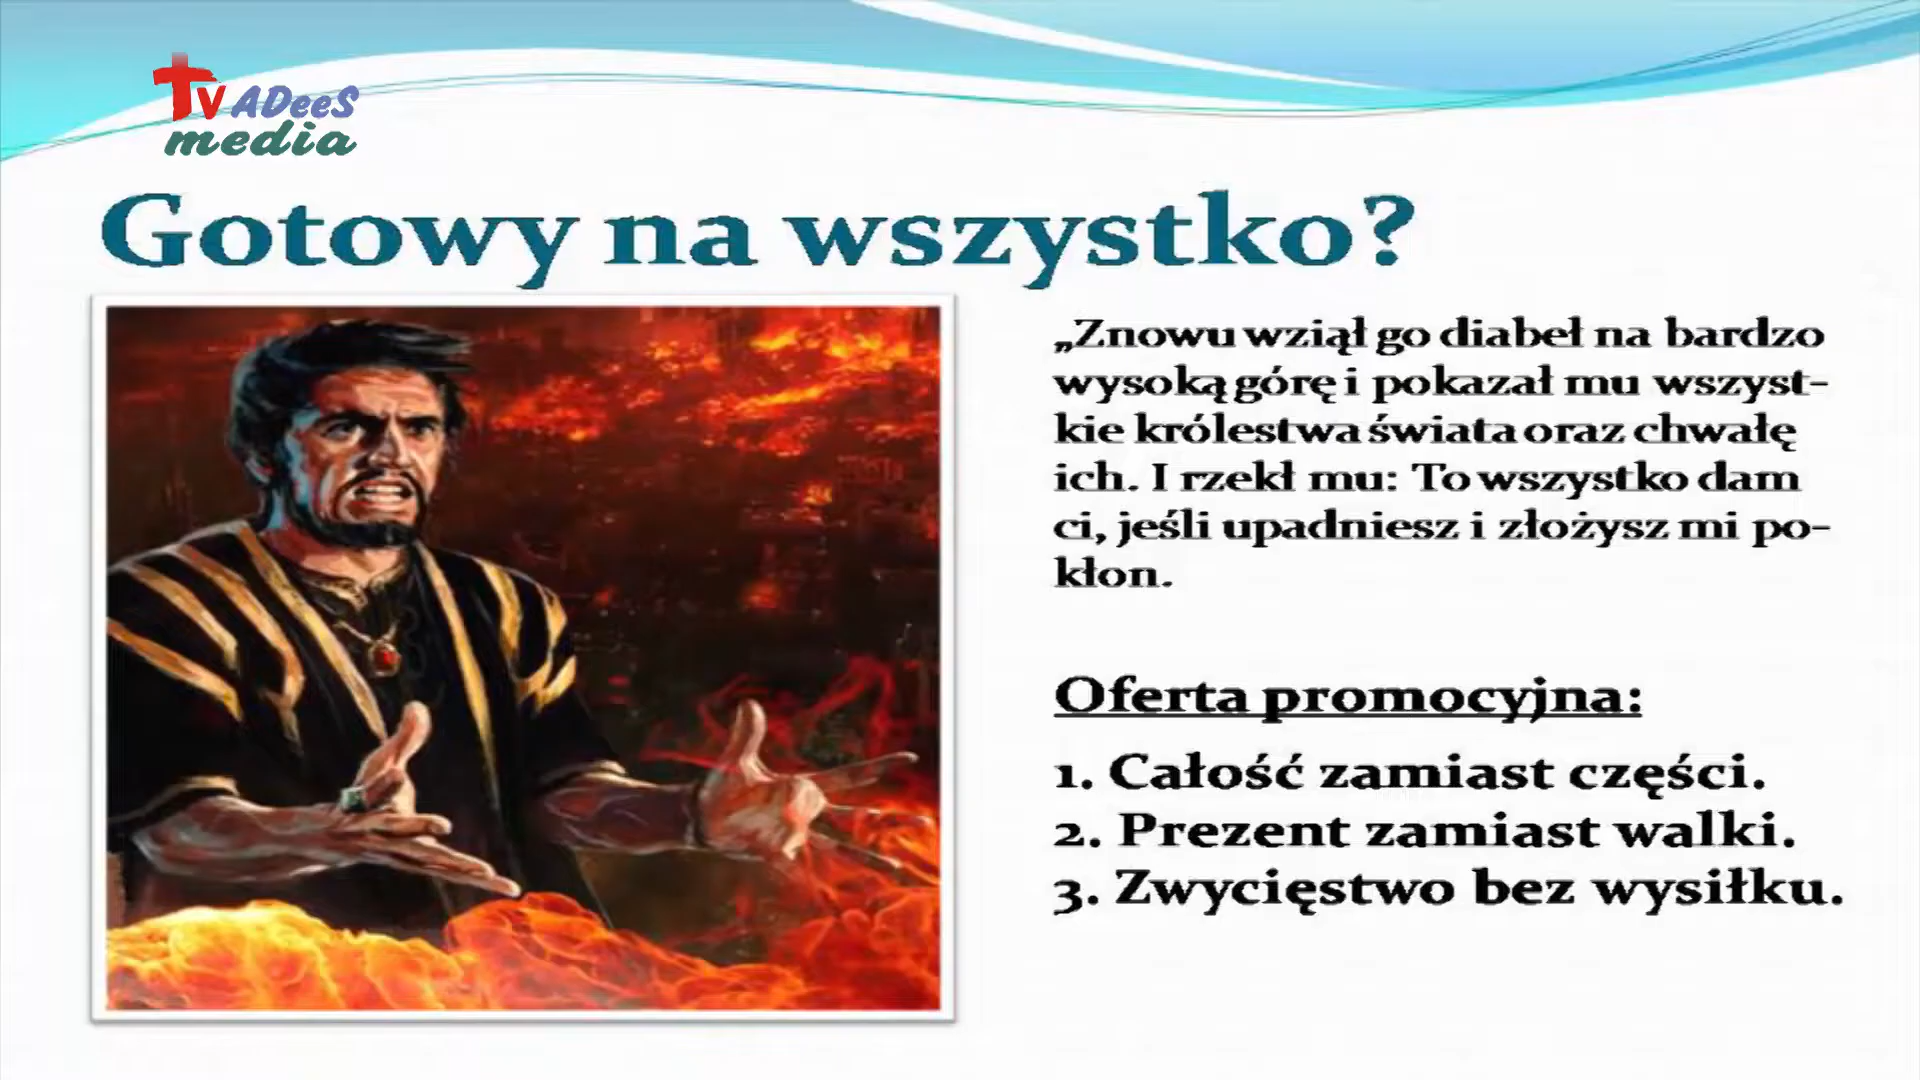 TV ADeeS
media
Gotowy na wszystko?
„Znowu wziął go diabeł na bardzo
wysoką górę i pokazał mu wszyst-
kie królestwa świata oraz chwałę
ich. I rzekł mu: To wszystko dam
ci, jeśli upadniesz i złożysz mi po-
kłon.
Oferta promocyjna:
1. Całość zamiast części.
2. Prezent zamiast walki.
3. Zwycięstwo bez wysiłku.